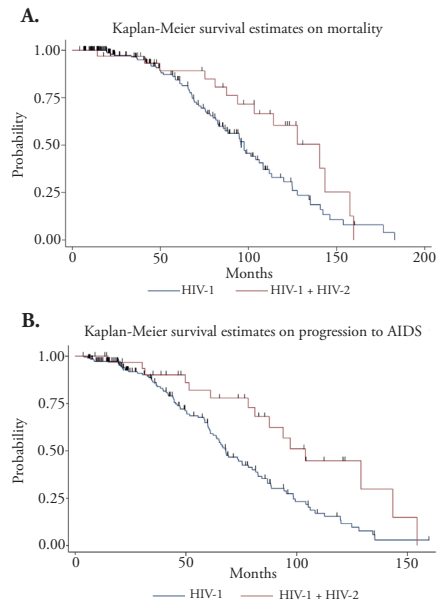 A.
Kaplan-Meier survival estimates on mortality
1.00
0.75
0.50
0.25
0.00
Probability
0 50 100 150 200
Months
HIV-1 HIV-1 + HIV-2
B.
Kaplan-Meier survival estimates on progression to AIDS
1.00
0.75
0.50
0.25
0.00
Probability
0 50 100 150
Months
HIV-1 HIV-1 + HIV-2